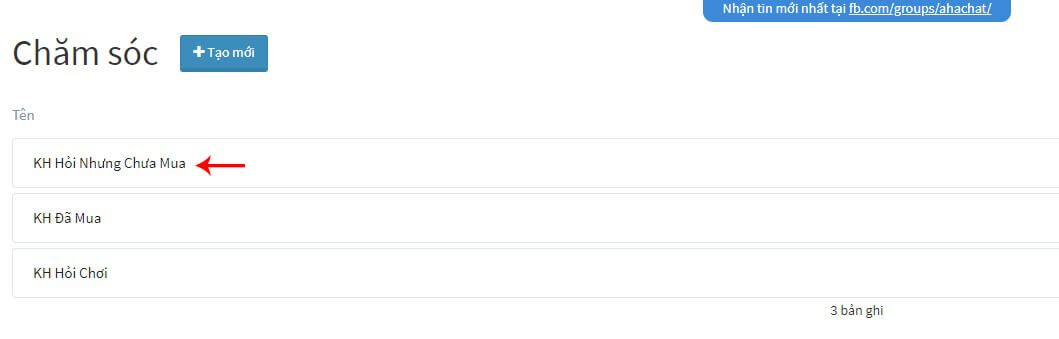 Nhận tin mới nhất tại fb.com/groups/ahachat/
Chăm sóc
+ Tạo mới
Tên
KH Hỏi Nhưng Chưa Mua
KH Đã Mua
KH Hỏi Chơi
3 bản ghi